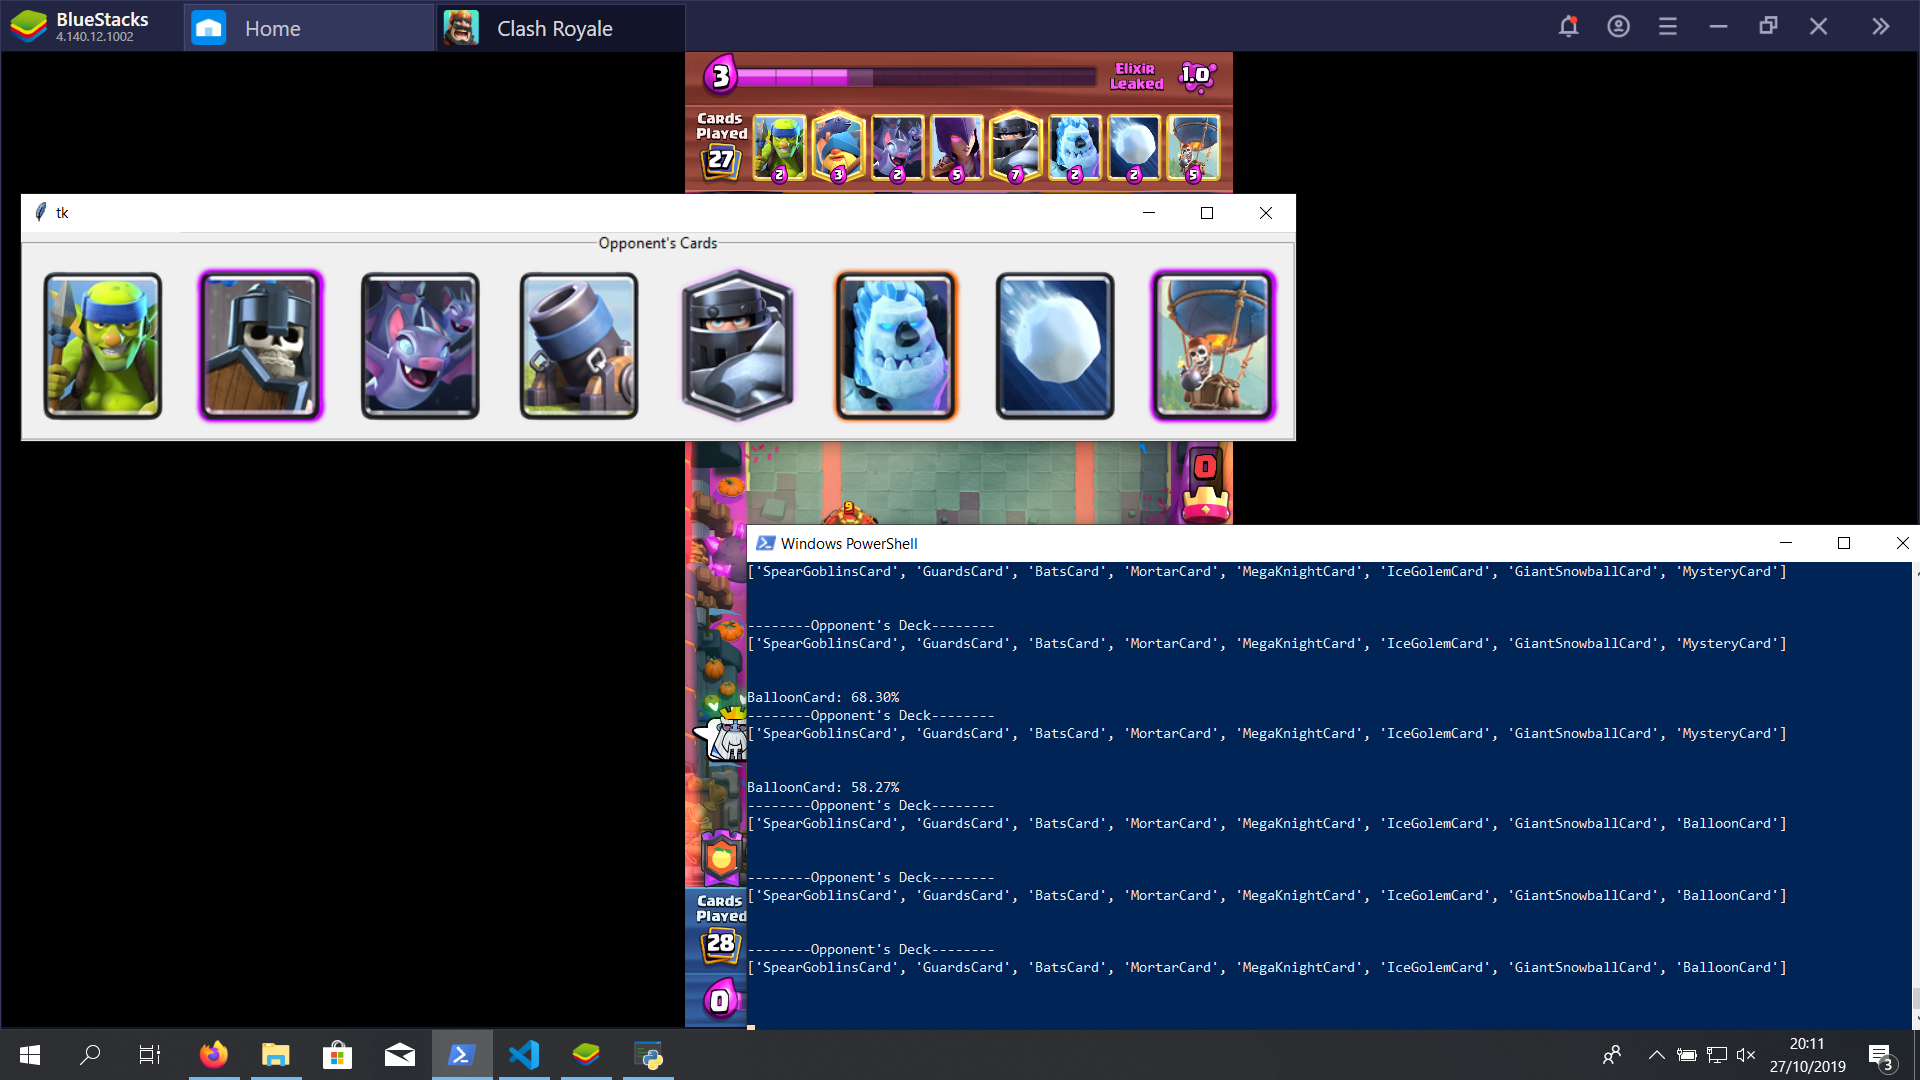 BlueStacks
4.140.12.1002
Home
Clash Royale
3
Elixir
Leaked
1.0
Cards
Played
27
2
3
2
5
7
2
2
5
tk
Opponent's Cards
0
9
Windows PowerShell
['SpearGoblinsCard', 'GuardsCard', 'BatsCard', 'MortarCard', 'MegaKnightCard', 'IceGolemCard', 'GiantSnowballCard', 'MysteryCard']
--------Opponent's Deck--------
['SpearGoblinsCard', 'GuardsCard', 'BatsCard', 'MortarCard', 'MegaKnightCard', 'IceGolemCard', 'GiantSnowballCard', 'MysteryCard']
BalloonCard: 68.30%
--------Opponent's Deck--------
['SpearGoblinsCard', 'GuardsCard', 'BatsCard', 'MortarCard', 'MegaKnightCard', 'IceGolemCard', 'GiantSnowballCard', 'MysteryCard']
BalloonCard: 58.27%
--------Opponent's Deck--------
['SpearGoblinsCard', 'GuardsCard', 'BatsCard', 'MortarCard', 'MegaKnightCard', 'IceGolemCard', 'GiantSnowballCard', 'BalloonCard']
--------Opponent's Deck--------
['SpearGoblinsCard', 'GuardsCard', 'BatsCard', 'MortarCard', 'MegaKnightCard', 'IceGolemCard', 'GiantSnowballCard', 'BalloonCard']
--------Opponent's Deck--------
['SpearGoblinsCard', 'GuardsCard', 'BatsCard', 'MortarCard', 'MegaKnightCard', 'IceGolemCard', 'GiantSnowballCard', 'BalloonCard']
Cards
Played
28
0
20:11
27/10/2019
3